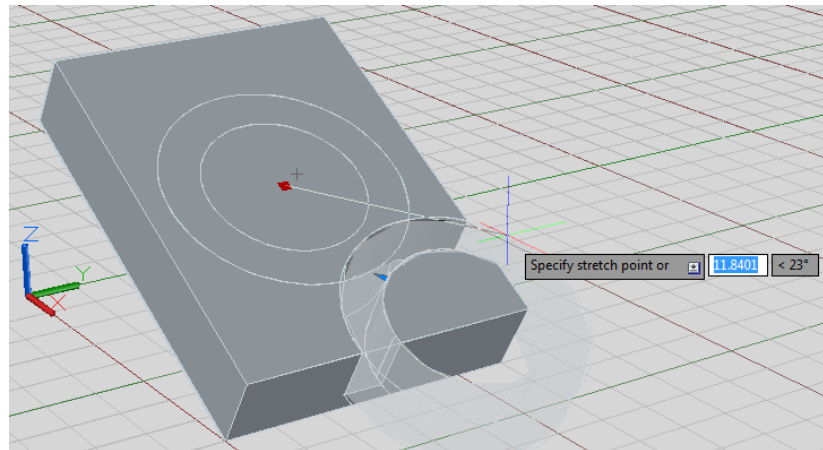 Z
Y
X
Specify stretch point or 11.8401 < 23°